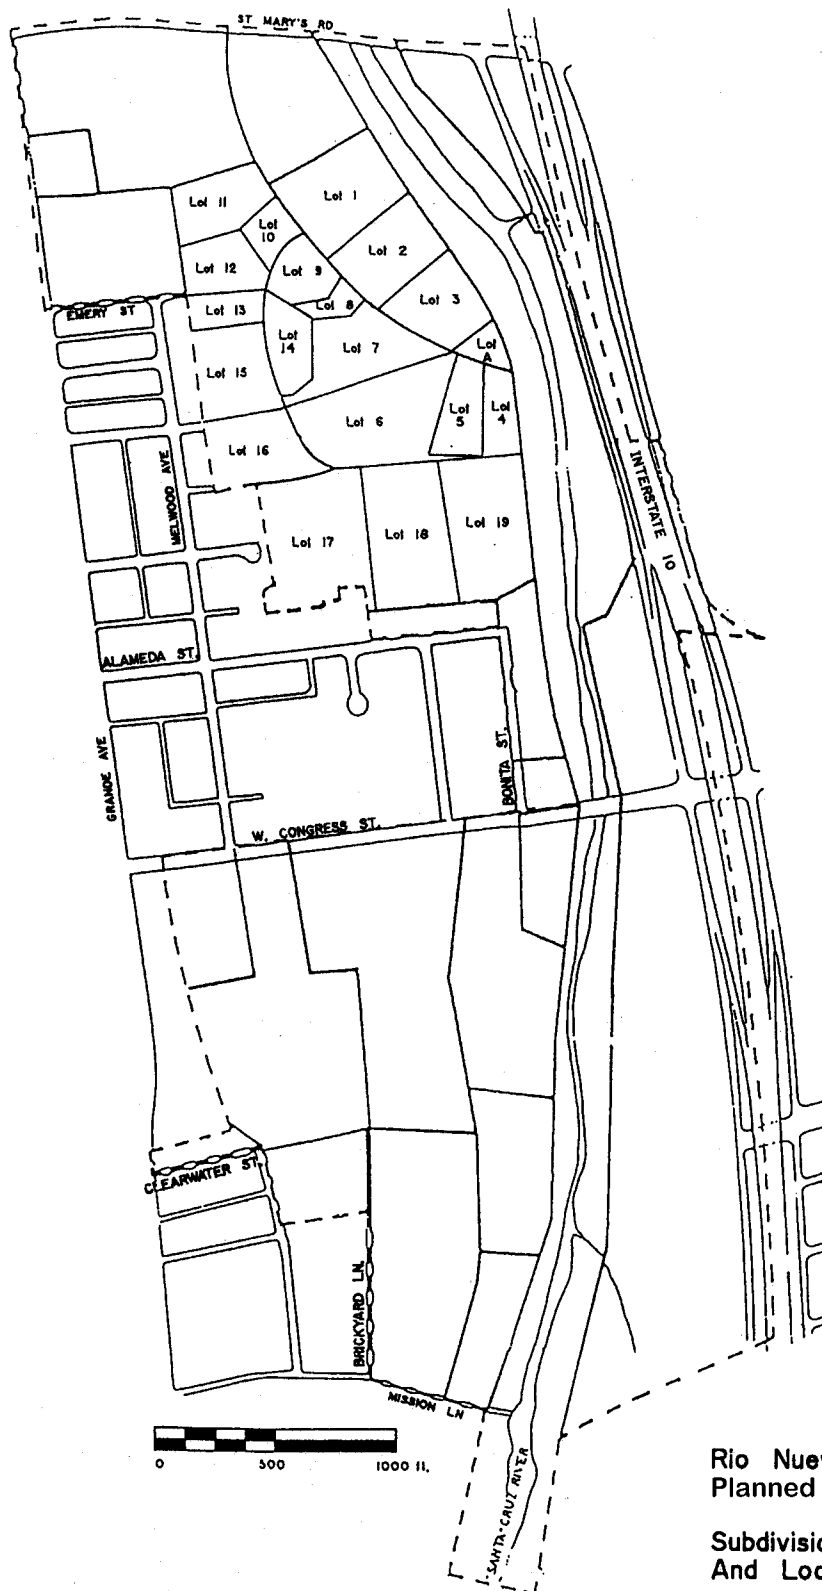 ST MARY'S RD
Lot 11
Lot 1
Lot
10
Lot 2
Lot 12
Lot 9
Lot 3
Lot 8
EMERY ST
Lot 13
Lot
14
Lot 7
Lot
A
Lot 15
Lot
5
Lot
4
Lot 6
Lot 16
MELWOOD AVE
INTERSTATE 10
Lot 17
Lot 18
Lot 19
ALAMEDA ST.
GRANDE AVE
BONITA ST.
W. CONGRESS ST.
CLEARWATER ST.
BRICKYARD LN.
MISSION LN
0 500 1000 ft.
SANTA CRUZ RIVER
Rio Nue
Planned
Subdivisio
And Loc